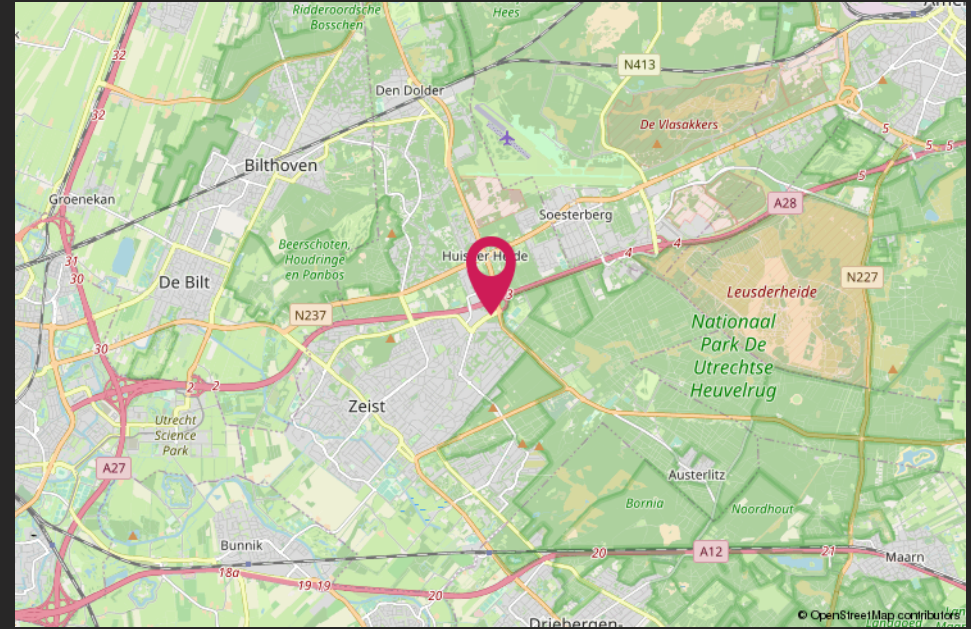 Ridderoordsche
Bosschen
Hees
32
N413
Den Dolder
32
De Vlasakkers
5
5
5
Bilthoven
5
Groenekan
A28
Soesterberg
Beerschoten,
Houdringe
en Panbos
4
4
31
30
De Bilt
N227
3
Leusderheide
N237
Nationaal
Park De
Utrechtse
Heuvelrug
30
2
2
Zeist
Utrecht
Science
Park
A27
Austerlitz
Bornia
Noordhout
Bunnik
20
A12
21
Maarn
18a
19
19
20
© OpenStreetMap contributors
Driebergen-